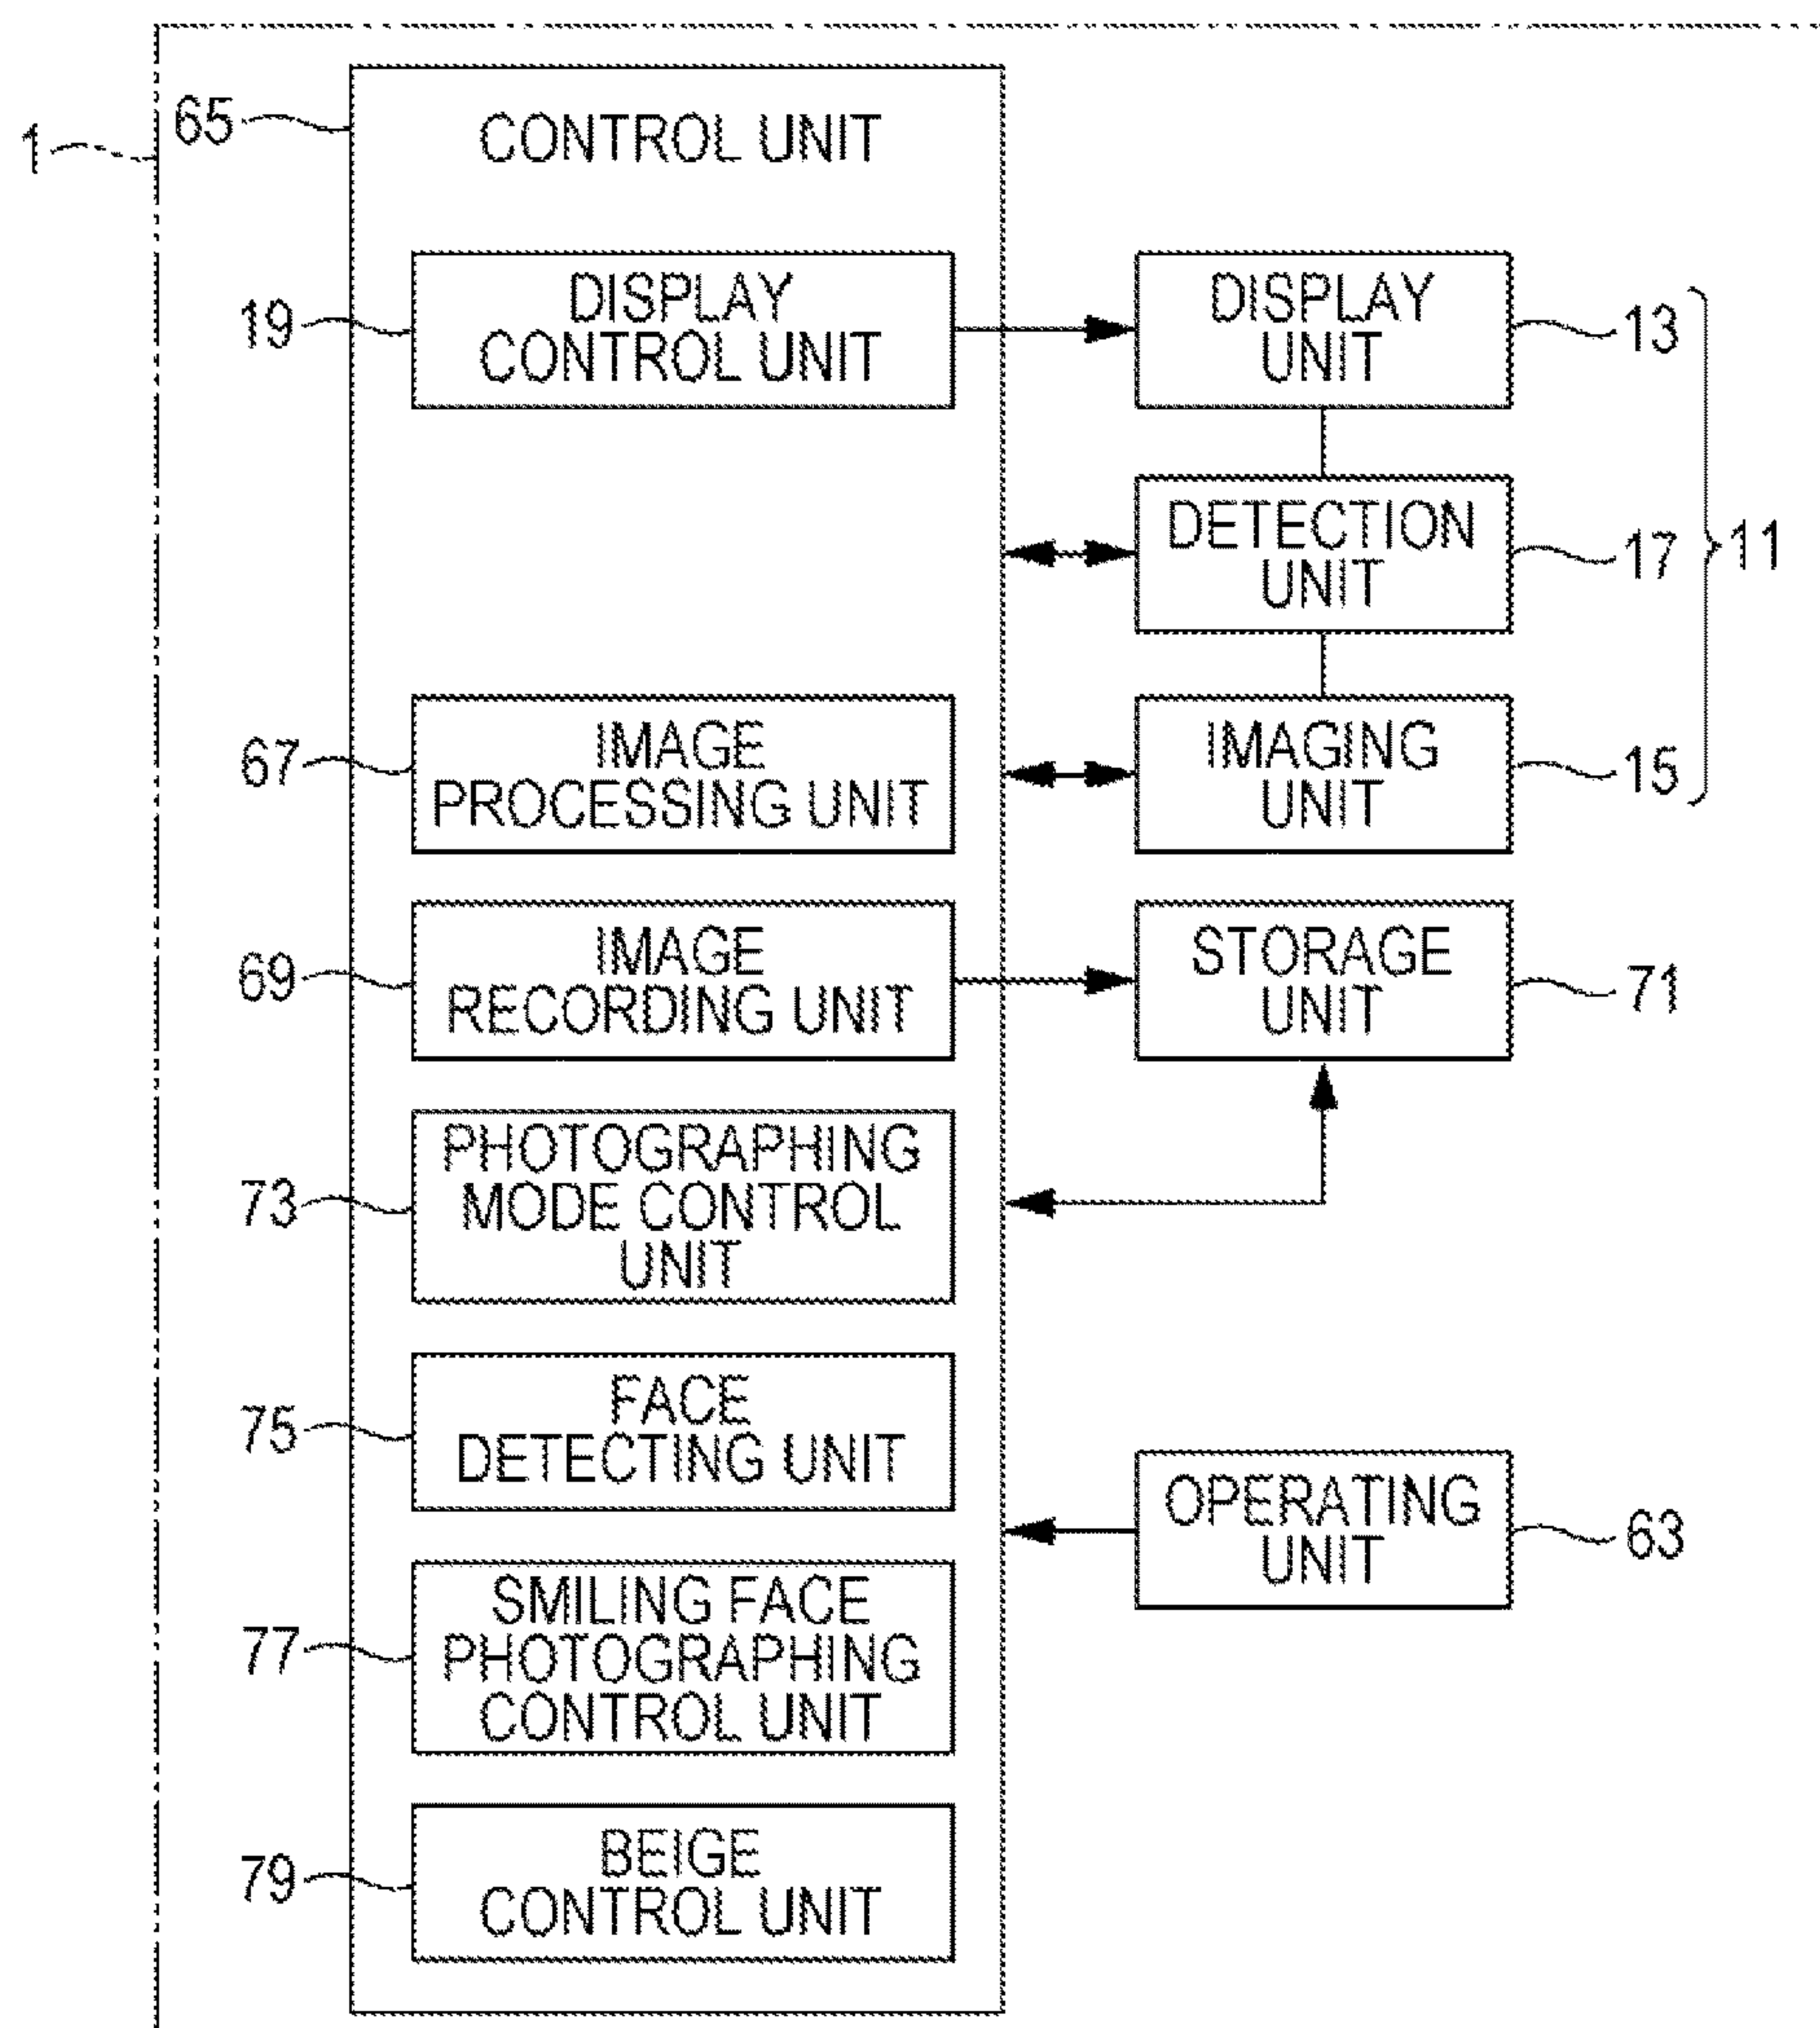 1
65
CONTROL UNIT
19
DISPLAY
CONTROL UNIT
DISPLAY
UNIT
13
DETECTION
UNIT
17
11
67
IMAGE
PROCESSING UNIT
IMAGING
UNIT
15
69
IMAGE
RECORDING UNIT
STORAGE
UNIT
71
73
PHOTOGRAPHING
MODE CONTROL
UNIT
75
FACE
DETECTING UNIT
OPERATING
UNIT
63
77
SMILING FACE
PHOTOGRAPHING
CONTROL UNIT
79
BEIGE
CONTROL UNIT